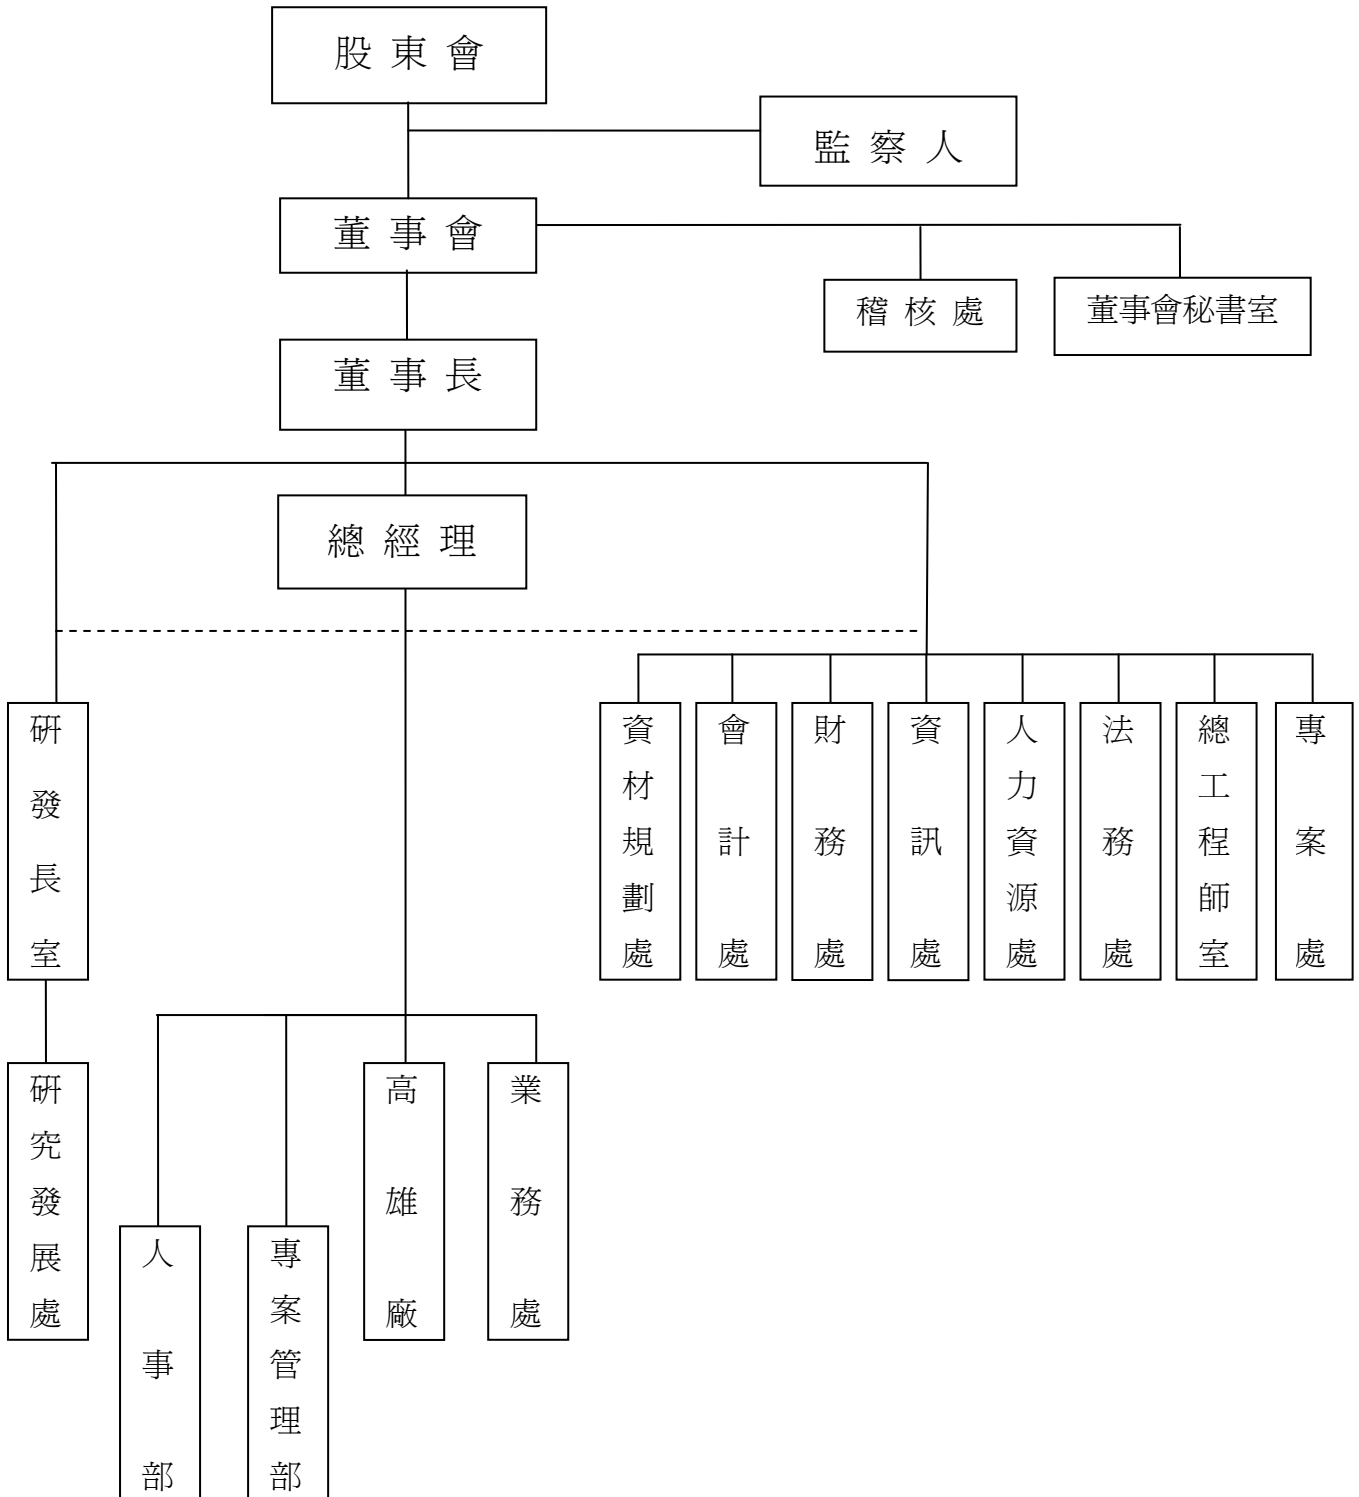 股東會
監察人
董事會
稽核處
董事會秘書室
董事長
總經理
研發長室
資材規劃處
會計處
財務處
資訊處
人力資源處
法務處
總工程師室
專案處
研究發展處
人事部
專案管理部
高雄廠
業務處